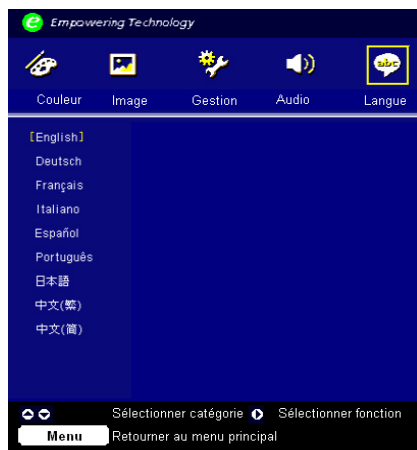 Empowering Technology
Couleur Image Gestion Audio Langue
[English]
Deutsch
Français
Italiano
Español
Português
日本語
中文(繁)
中文(简)
Sélectionner catégorie Sélectionner fonction
Menu Retourner au menu principal